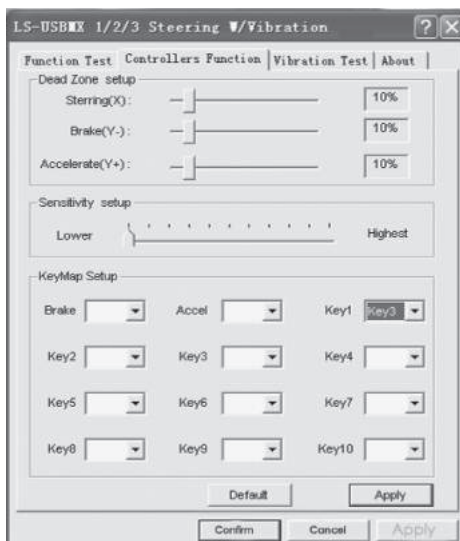 LS-USBMX 1/2/3 Steering W/Vibration
Function Test Controllers Function Vibration Test About
Dead Zone setup
Sterring(X): 10%
Brake(Y-): 10%
Accelerate(Y+): 10%
Sensitivity setup
Lower Highest
KeyMap Setup
Brake Accel Key1 Key3
Key2 Key3 Key4
Key5 Key6 Key7
Key8 Key9 Key10
Default Apply
Confirm Cancel Apply